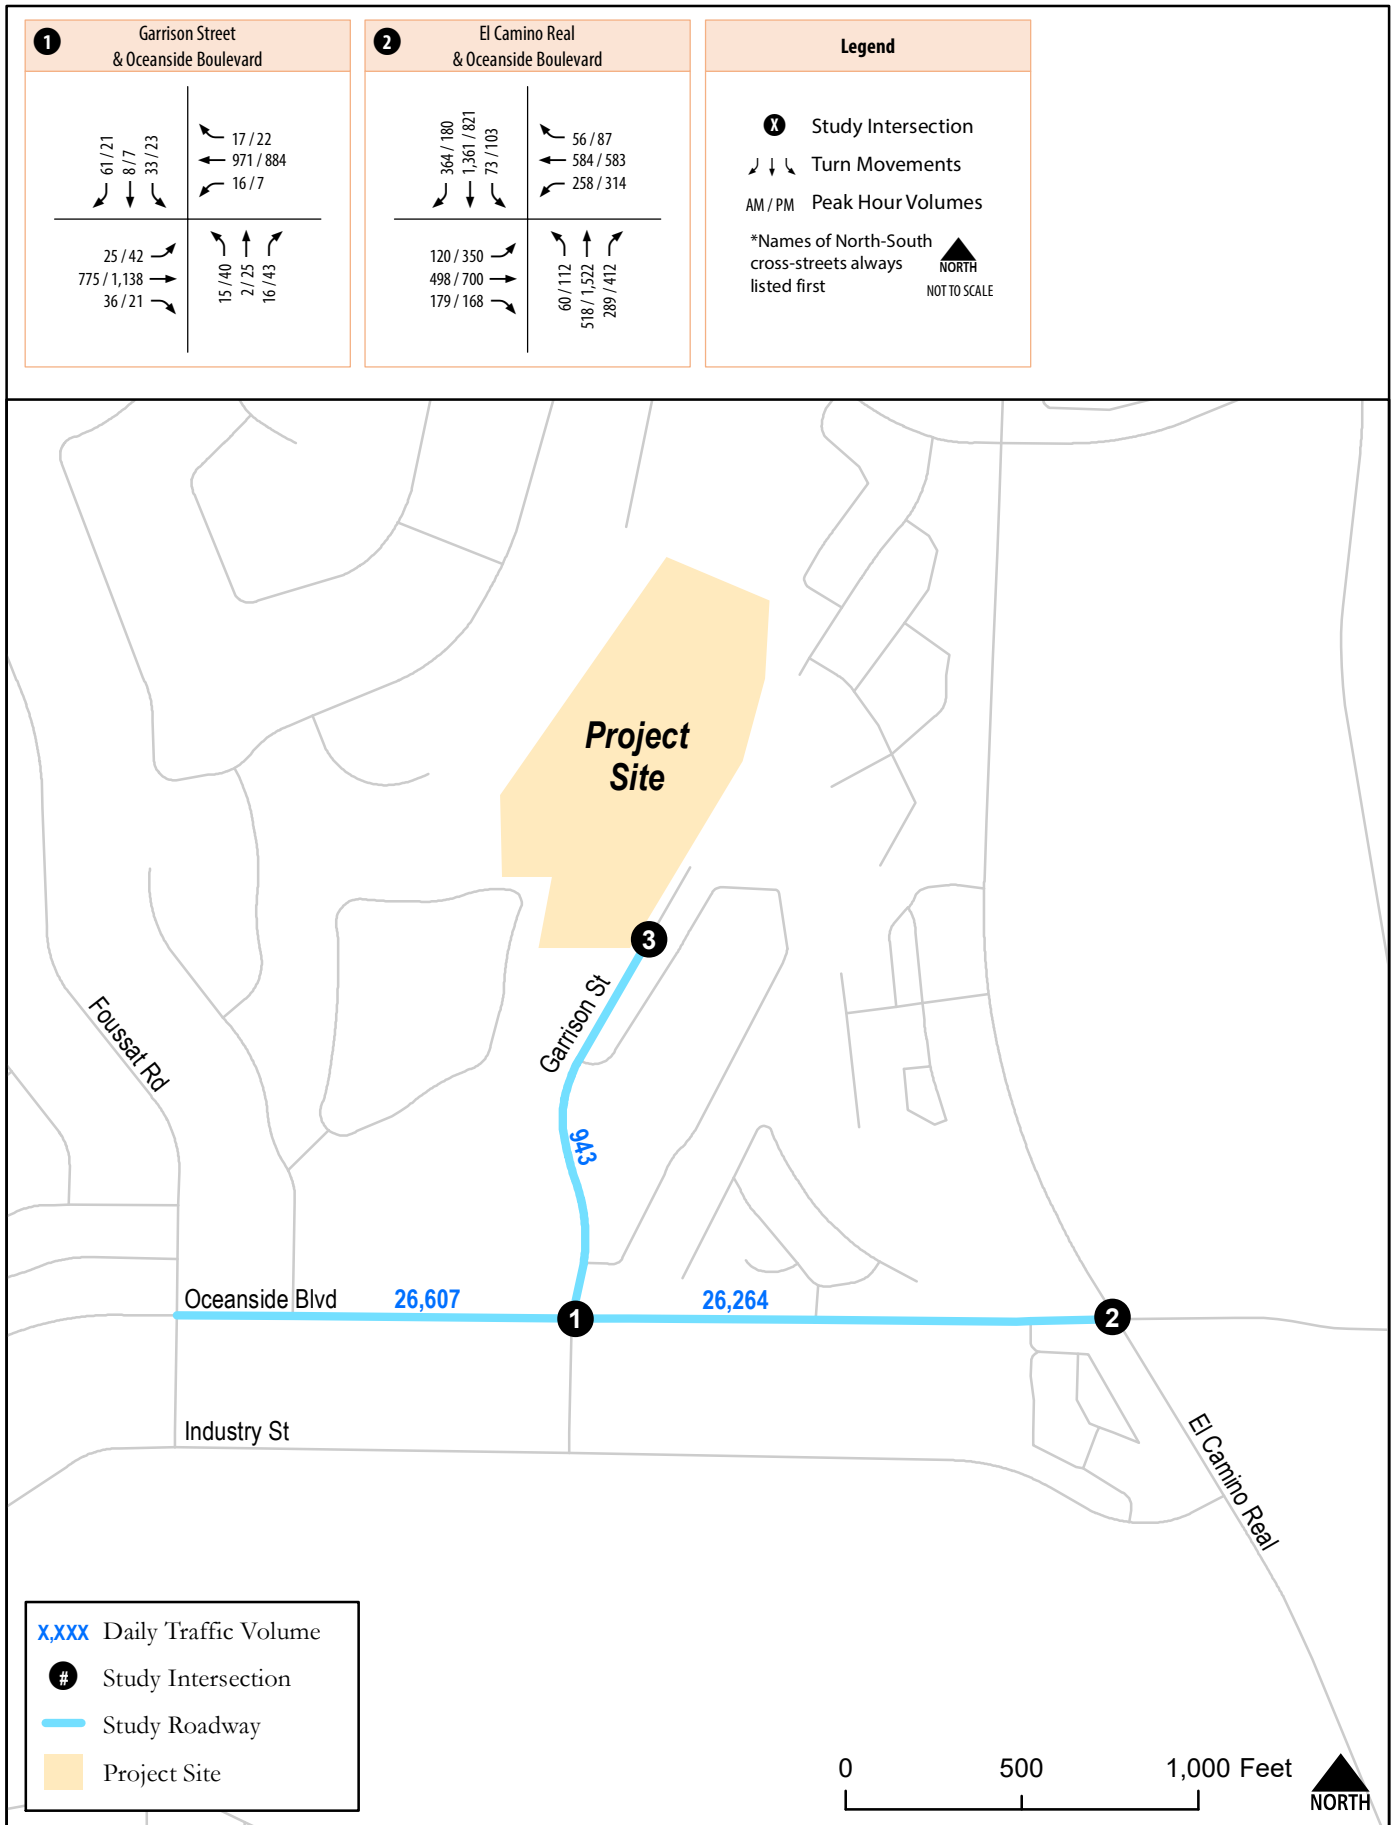 1
Garrison Street
& Oceanside Boulevard
61 / 21
8 / 7
33 / 23
17 / 22
971 / 884
16 / 7
25 / 42
775 / 1,138
36 / 21
15 / 40
2 / 25
16 / 43
2
El Camino Real
& Oceanside Boulevard
364 / 180
1,361 / 821
73 / 103
56 / 87
584 / 583
258 / 314
120 / 350
498 / 700
179 / 168
60 / 112
518 / 1,522
289 / 412
Legend
X Study Intersection
Turn Movements
AM / PM Peak Hour Volumes
*Names of North-South
cross-streets always
listed first
NORTH
NOT TO SCALE
Project
Site
3
Garrison St
Foussat Rd
943
Oceanside Blvd
26,607
26,264
1
2
Industry St
El Camino Real
X,XXX Daily Traffic Volume
# Study Intersection
Study Roadway
Project Site
0 500 1,000 Feet
NORTH